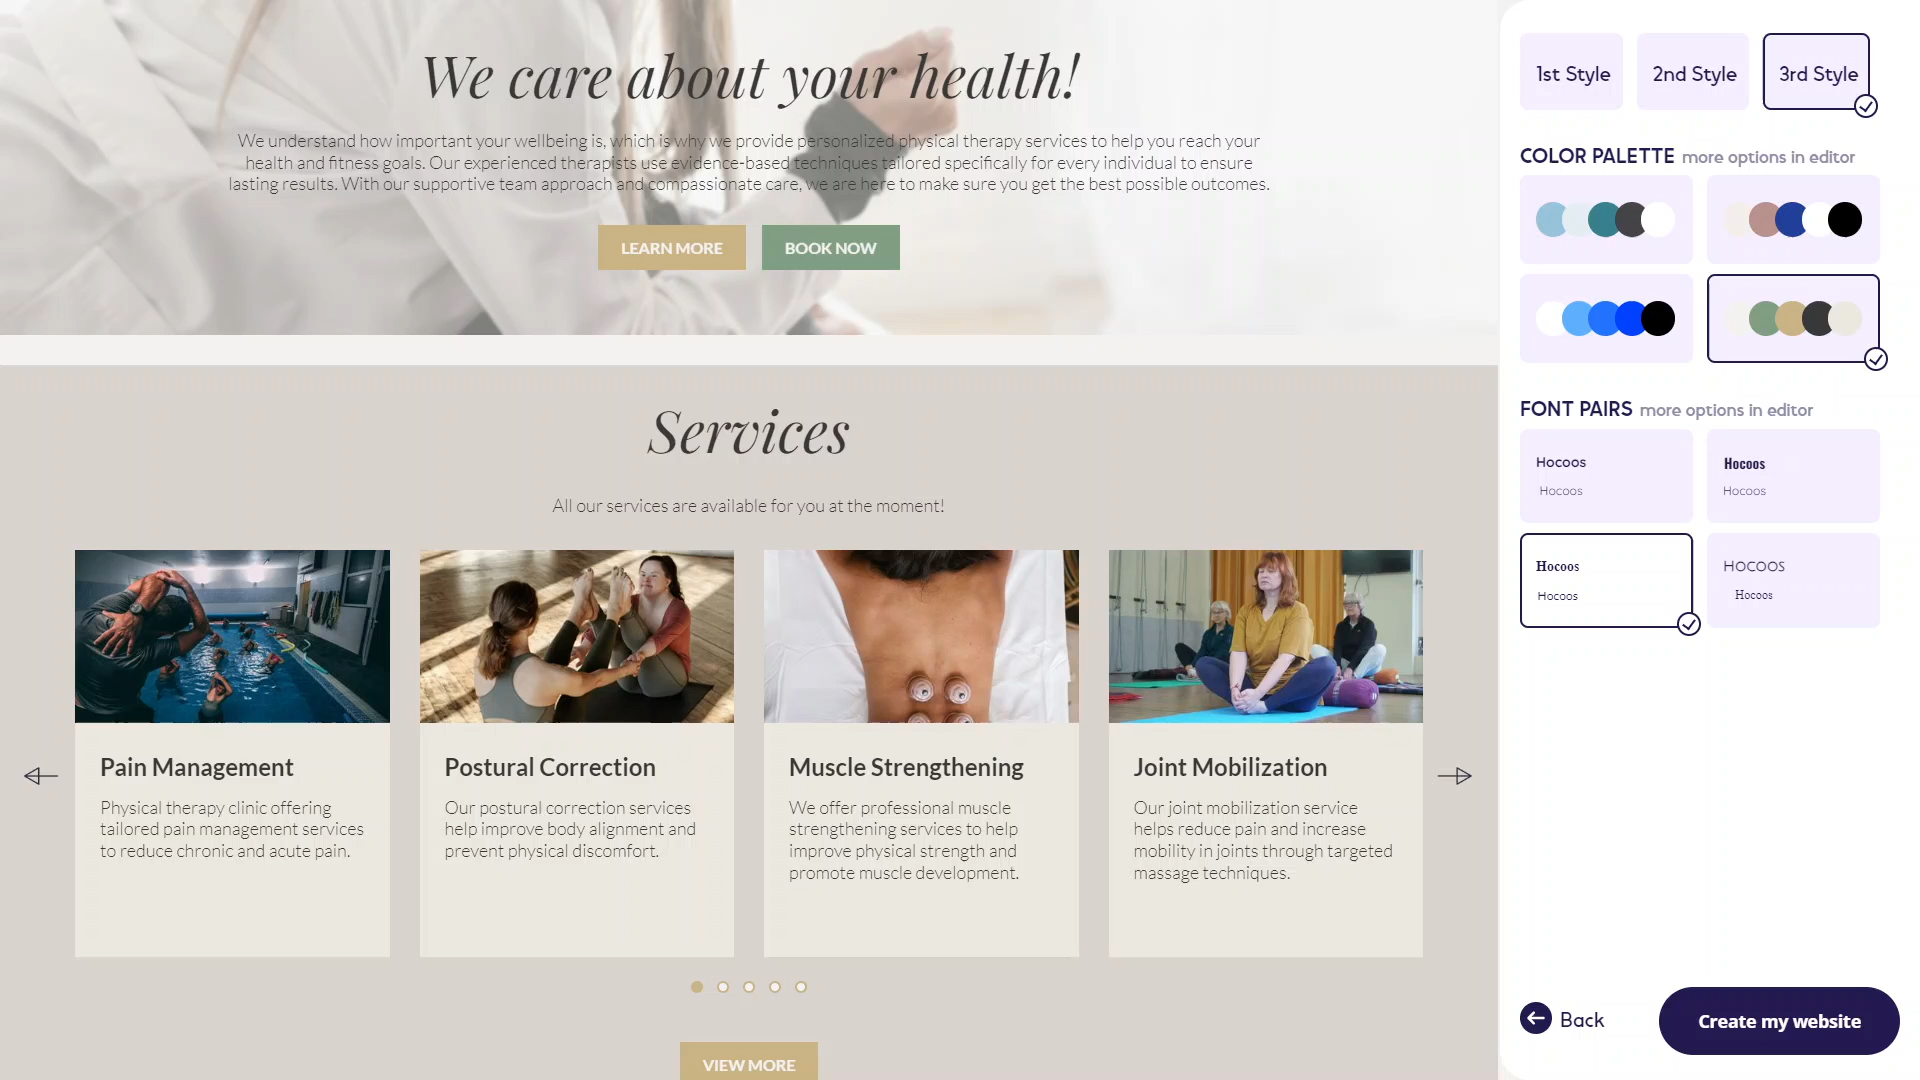 We care about your health!
We understand how important your wellbeing is, which is why we provide personalized physical therapy services to help you reach your
health and fitness goals. Our experienced therapists use evidence-based techniques tailored specifically for every individual to ensure
lasting results. With our supportive team approach and compassionate care, we are here to make sure you get the best possible outcomes.
LEARN MORE
BOOK NOW
Services
All our services are available for you at the moment!
Pain Management
Physical therapy clinic offering
tailored pain management services
to reduce chronic and acute pain.
Postural Correction
Our postural correction services
help improve body alignment and
prevent physical discomfort.
Muscle Strengthening
We offer professional muscle
strengthening services to help
improve physical strength and
promote muscle development.
Joint Mobilization
Our joint mobilization service
helps reduce pain and increase
mobility in joints through targeted
massage techniques.
VIEW MORE
1st Style
2nd Style
3rd Style
COLOR PALETTE more options in editor
FONT PAIRS more options in editor
Hocoos
Hocoos
Hocoos
Hocoos
Hocoos
Hocoos
HOCOOS
Hocoos
Back
Create my website